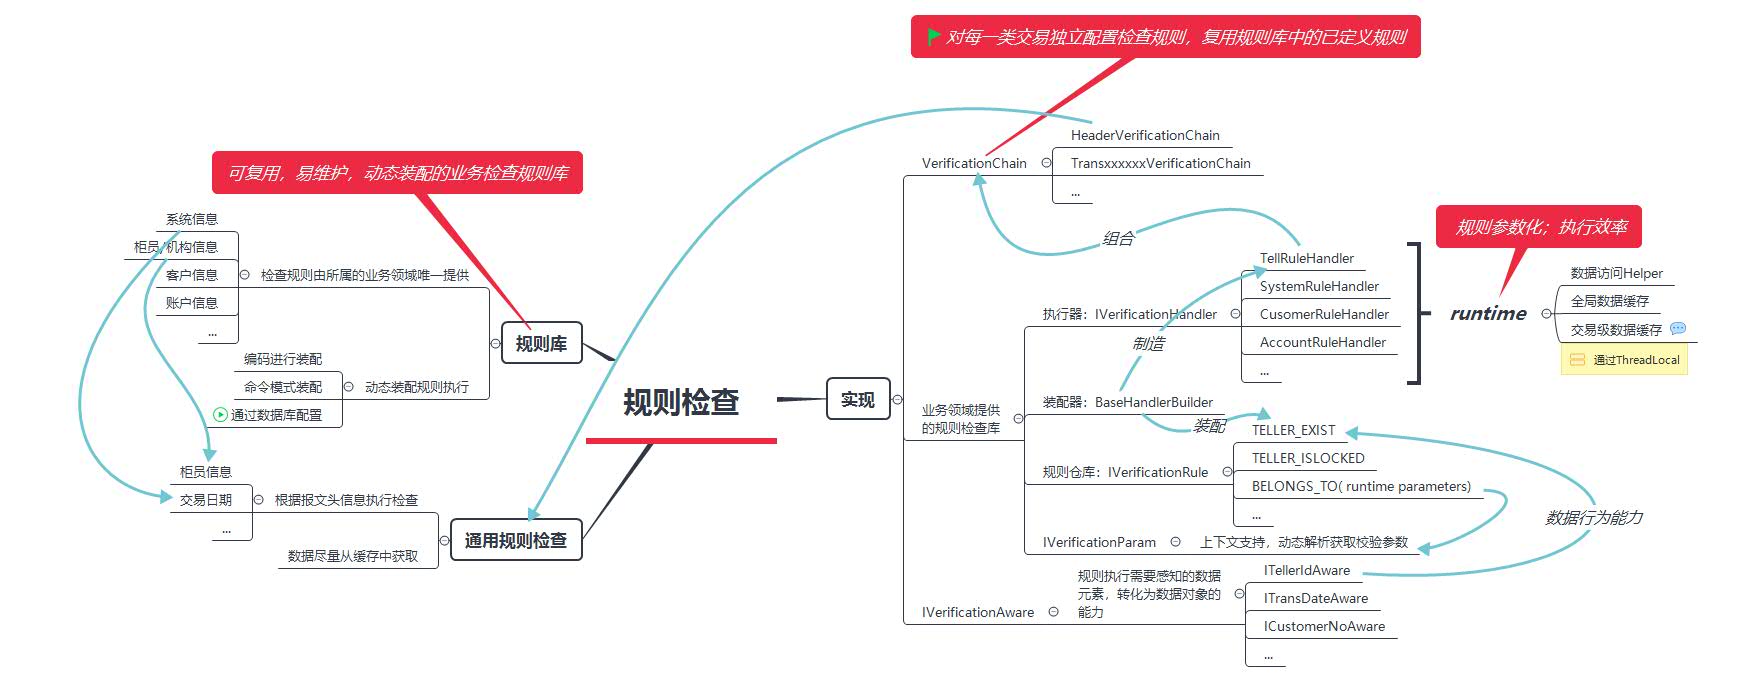 对每一类交易独立配置检查规则，复用规则库中的已定义规则
可复用，易维护，动态装配的业务检查规则库
系统信息
柜员/机构信息
客户信息
账户信息
...
检查规则由所属的业务领域唯一提供
编码进行装配
命令模式装配
通过数据库配置
动态装配规则执行
规则库
柜员信息
交易日期
...
根据报文头信息执行检查
数据尽量从缓存中获取
通用规则检查
规则检查
实现
VerificationChain
HeaderVerificationChain
TransxxxxxxVerificationChain
...
组合
业务领域提供
的规则检查库
执行器：IVerificationHandler
TellRuleHandler
SystemRuleHandler
CusomerRuleHandler
AccountRuleHandler
...
制造
规则参数化；执行效率
runtime
数据访问Helper
全局数据缓存
交易级数据缓存
通过ThreadLocal
装配器：BaseHandlerBuilder
装配
规则仓库：IVerificationRule
TELLER_EXIST
TELLER_ISLOCKED
BELONGS_TO( runtime parameters)
...
数据行为能力
IVerificationParam
上下文支持，动态解析获取校验参数
IVerificationAware
规则执行需要感知的数据
元素，转化为数据对象的
能力
ITellerIdAware
ITransDateAware
ICustomerNoAware
...